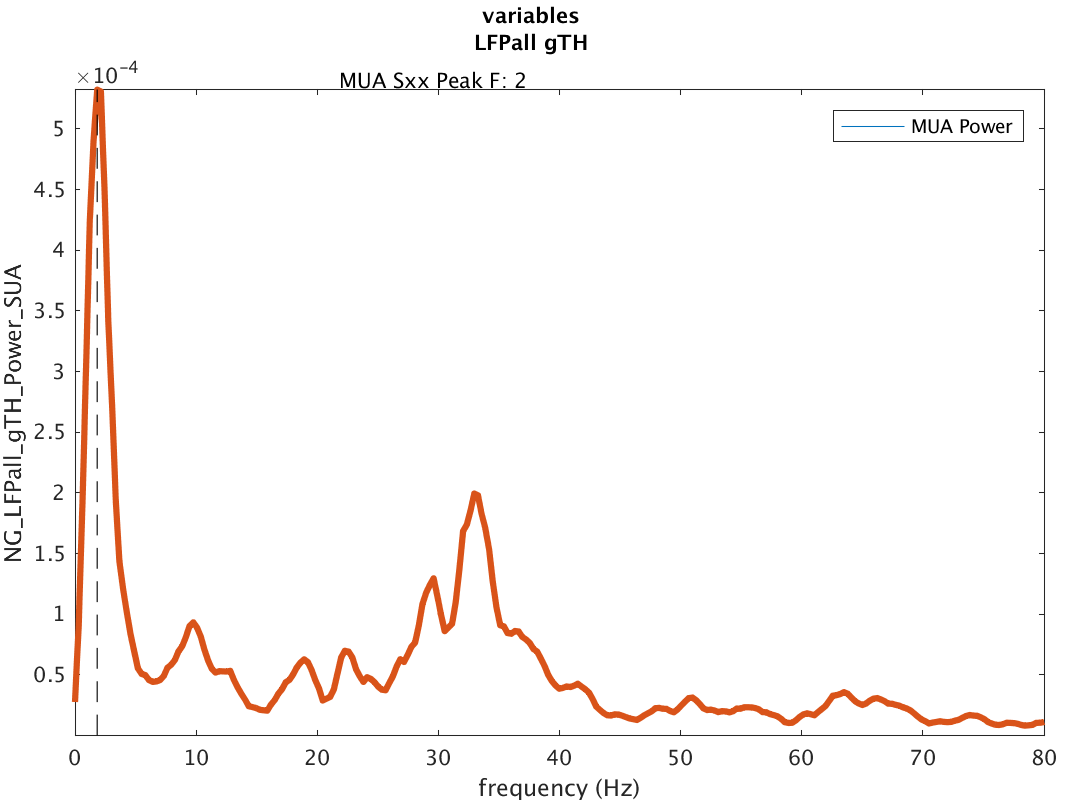 variables
LFPall gTH
×10⁻⁴
MUA Sxx Peak F: 2
MUA Power
5
4.5
4
3.5
3
2.5
2
1.5
1
0.5
NG_LFPall_gTH_Power_SUA
0 10 20 30 40 50 60 70 80
frequency (Hz)